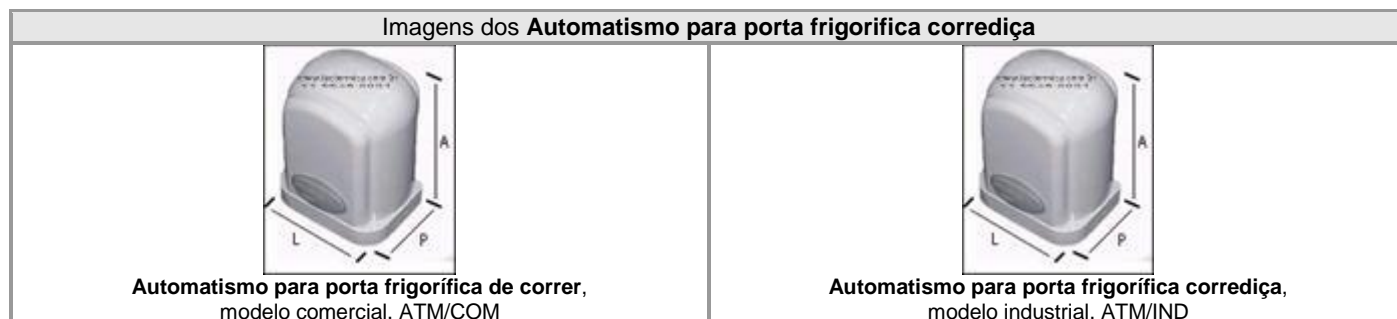 Imagens dos Automatismo para porta frigorifica corrediça
A
L
P
A
L
P
Automatismo para porta frigorífica de correr,
modelo comercial. ATM/COM
Automatismo para porta frigorífica corrediça,
modelo industrial. ATM/IND